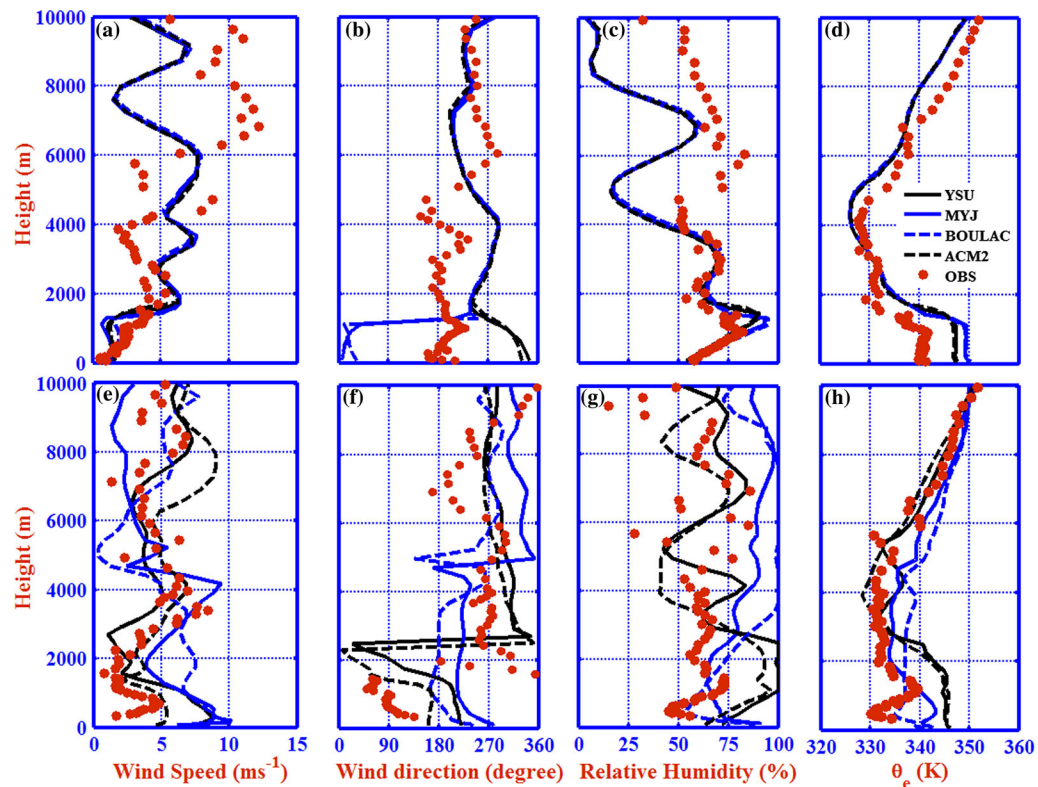 10000
8000
6000
4000
2000
0
Height (m)
(a)
(b)
(c)
(d)
YSU
MYJ
BOULAC
ACM2
OBS
10000
8000
6000
4000
2000
0
Height (m)
(e)
(f)
(g)
(h)
0 5 10 15
0 90 180 270 360
0 25 50 75 100
320 330 340 350 360
Wind Speed (ms⁻¹)
Wind direction (degree)
Relative Humidity (%)
θe (K)